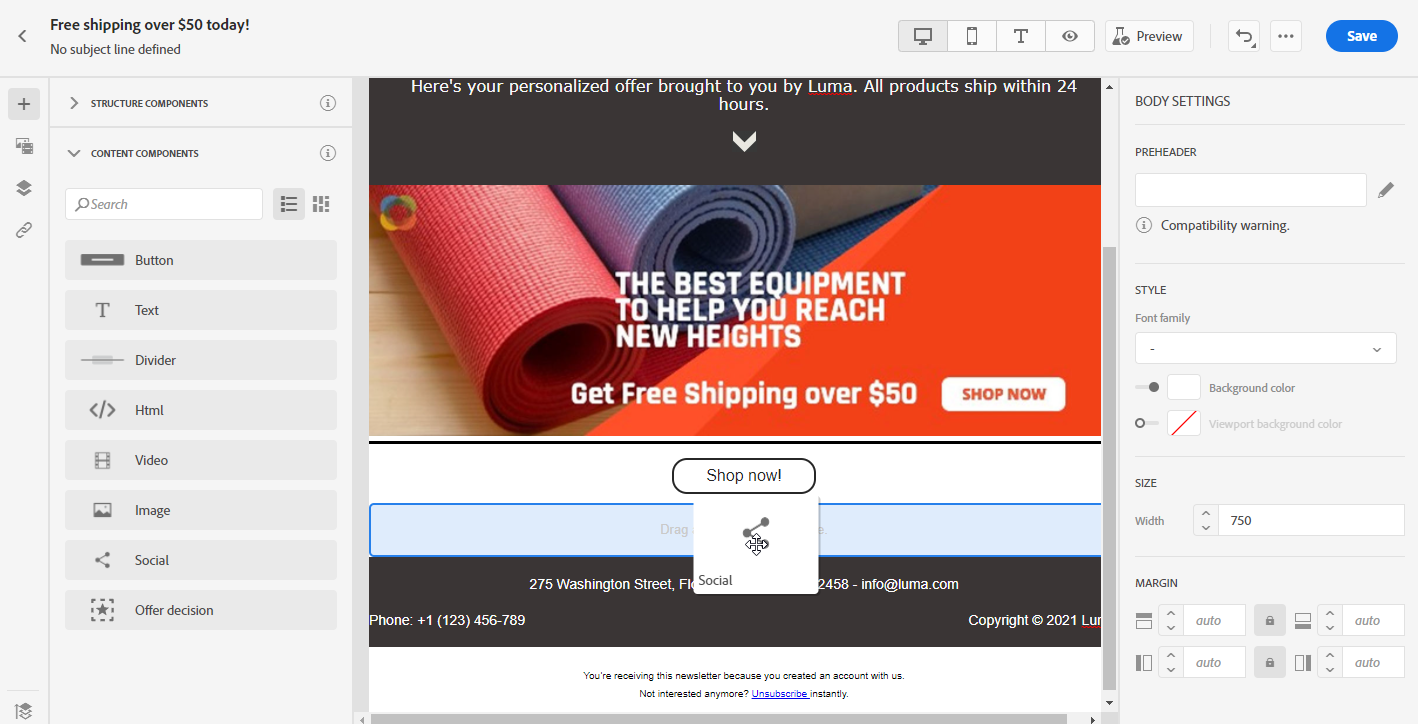 Free shipping over $50 today!
No subject line defined
Preview
Save
STRUCTURE COMPONENTS
CONTENT COMPONENTS
Search
Button
Text
Divider
Html
Video
Image
Social
Offer decision
Here's your personalized offer brought to you by Luma. All products ship within 24
hours.
THE BEST EQUIPMENT
TO HELP YOU REACH
NEW HEIGHTS
Get Free Shipping over $50
SHOP NOW
Shop now!
Drag
Social
275 Washington Street, 2458 - info@luma.com
Phone: +1 (123) 456-789
Copyright © 2021
You're receiving this newsletter because you created an account with us.
Not interested anymore? Unsubscribe instantly.
BODY SETTINGS
PREHEADER
Compatibility warning.
STYLE
Font family
-
Background color
Viewport background color
SIZE
Width
750
MARGIN
auto
auto
auto
auto